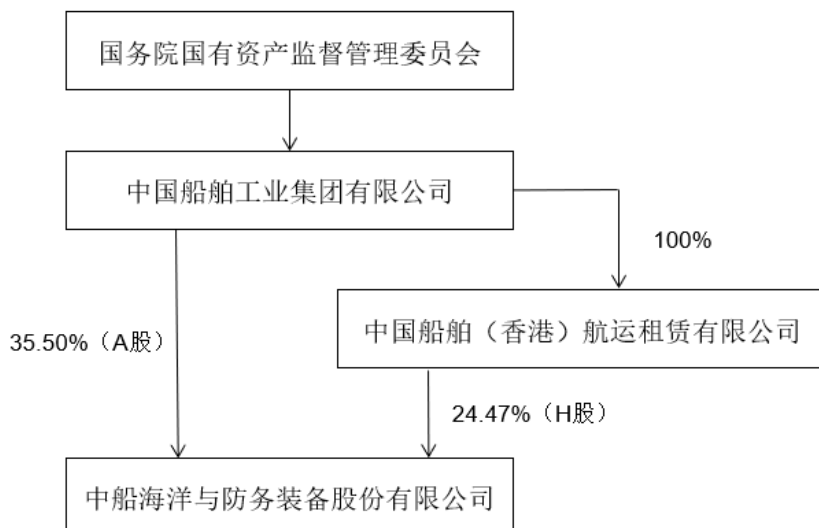 国务院国有资产监督管理委员会
中国船舶工业集团有限公司
100%
中国船舶（香港）航运租赁有限公司
35.50%（A股）
24.47%（H股）
中船海洋与防务装备股份有限公司